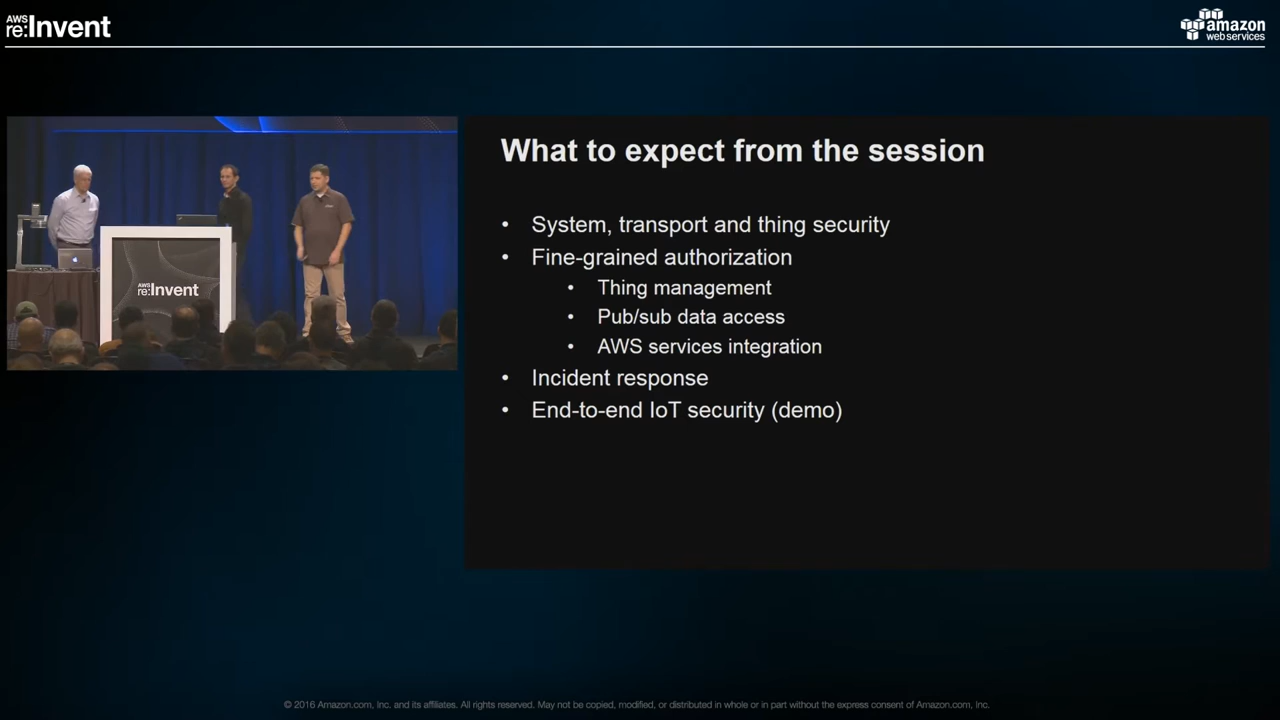 AWS
re:Invent
amazon
web services
What to expect from the session
• System, transport and thing security
• Fine-grained authorization
• Thing management
• Pub/sub data access
• AWS services integration
• Incident response
• End-to-end IoT security (demo)
AWS
re:Invent
© 2016 Amazon.com, Inc. and its affiliates. All rights reserved. May not be copied, modified, or distributed in whole or in part without the express consent of Amazon.com, Inc.